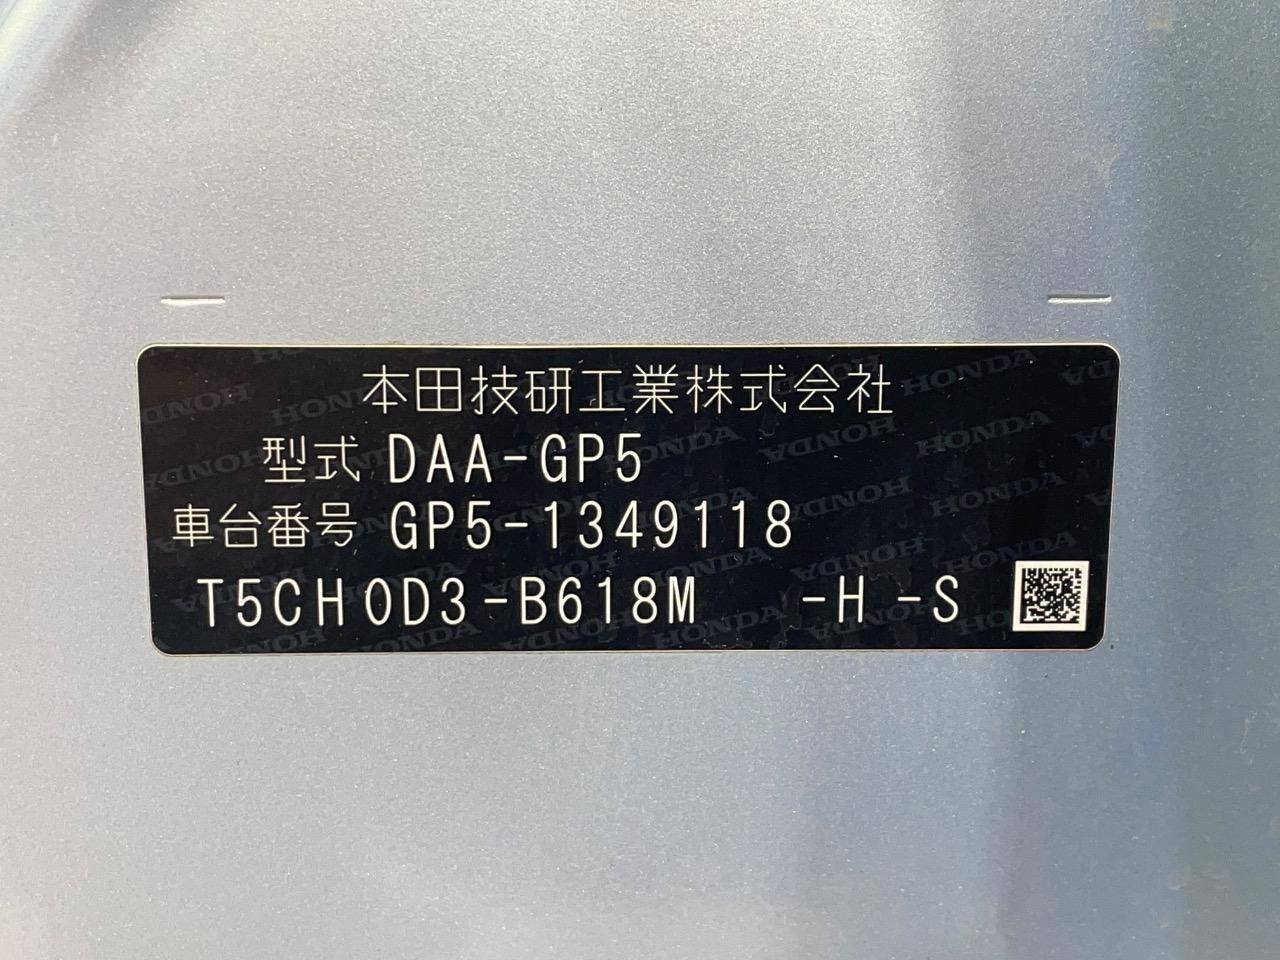 本田技研工業株式会社
型式 DAA-GP5
車台番号 GP5-1349118
T5CH0D3-B618M -H -S